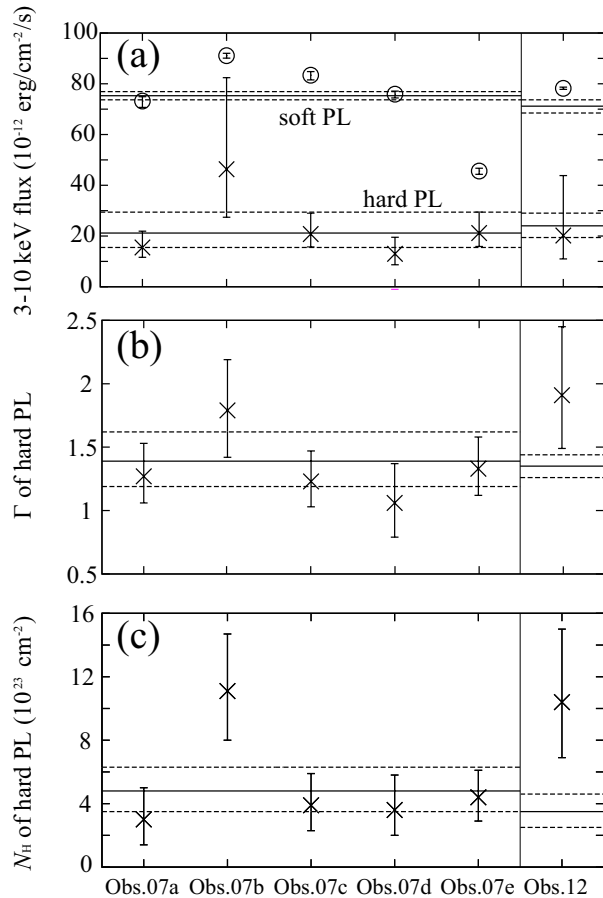 (a)
3-10 keV flux (10⁻¹² erg/cm⁻²/s)
100
80
60
40
20
0
soft PL
hard PL
(b)
Γ of hard PL
2.5
2
1.5
1
0.5
(c)
N_H of hard PL (10²³ cm⁻²)
16
12
8
4
0
Obs.07a Obs.07b Obs.07c Obs.07d Obs.07e Obs.12